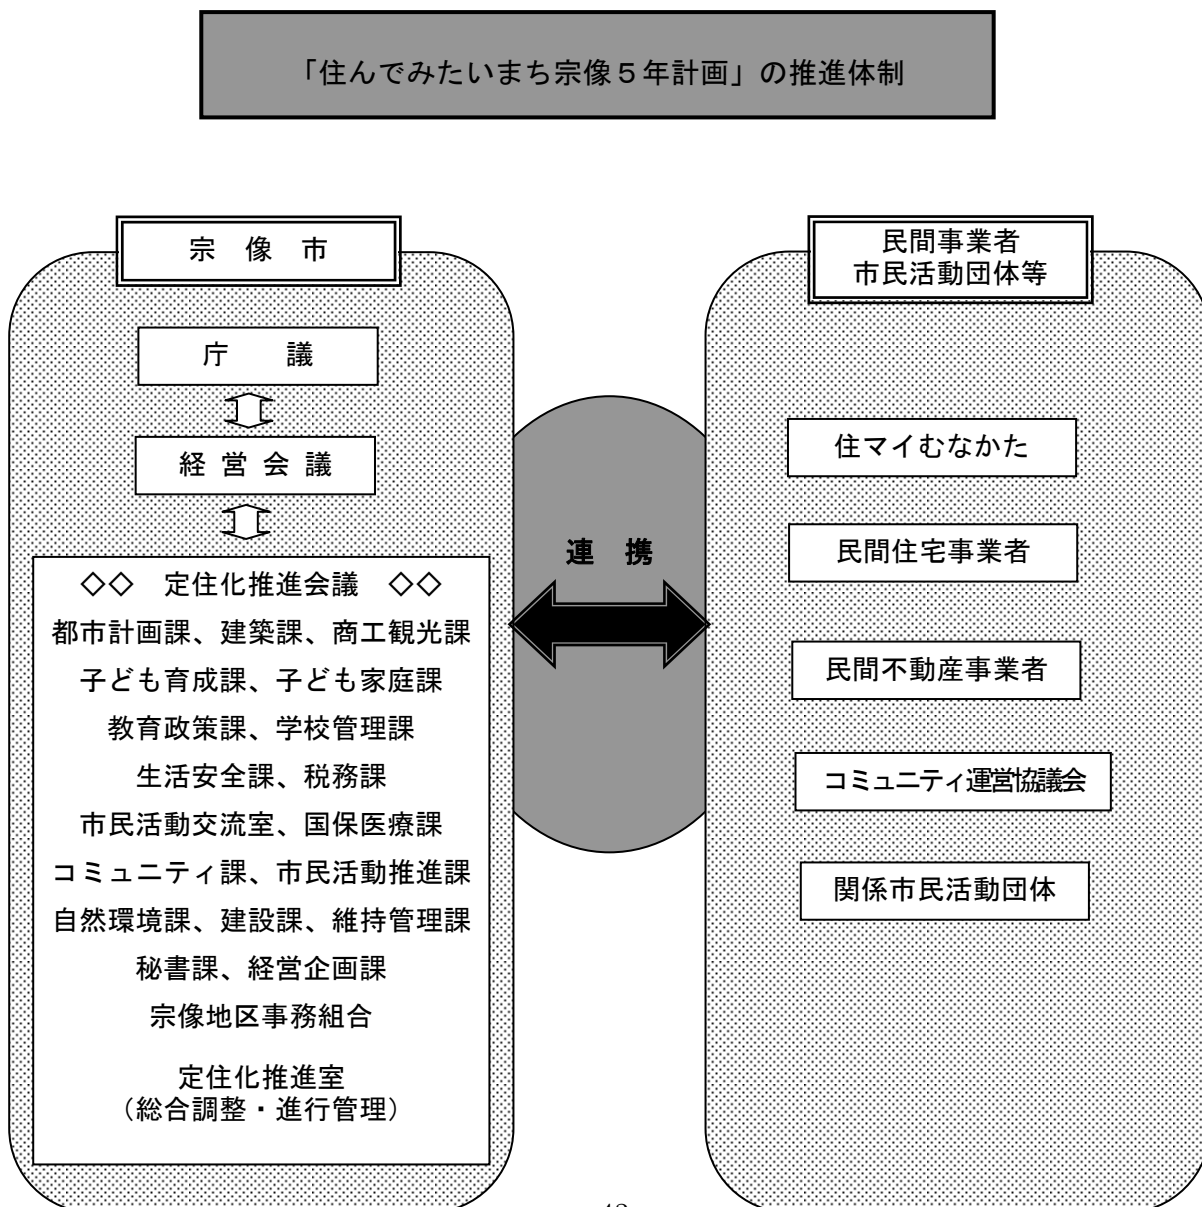 「住んでみたいまち宗像５年計画」の推進体制
宗 像 市
庁 議
経 営 会 議
◇◇ 定住化推進会議 ◇◇
都市計画課、建築課、商工観光課
子ども育成課、子ども家庭課
教育政策課、学校管理課
生活安全課、税務課
市民活動交流室、国保医療課
コミュニティ課、市民活動推進課
自然環境課、建設課、維持管理課
秘書課、経営企画課
宗像地区事務組合
定住化推進室
（総合調整・進行管理）
連 携
民間事業者
市民活動団体等
住マイむなかた
民間住宅事業者
民間不動産事業者
コミュニティ運営協議会
関係市民活動団体